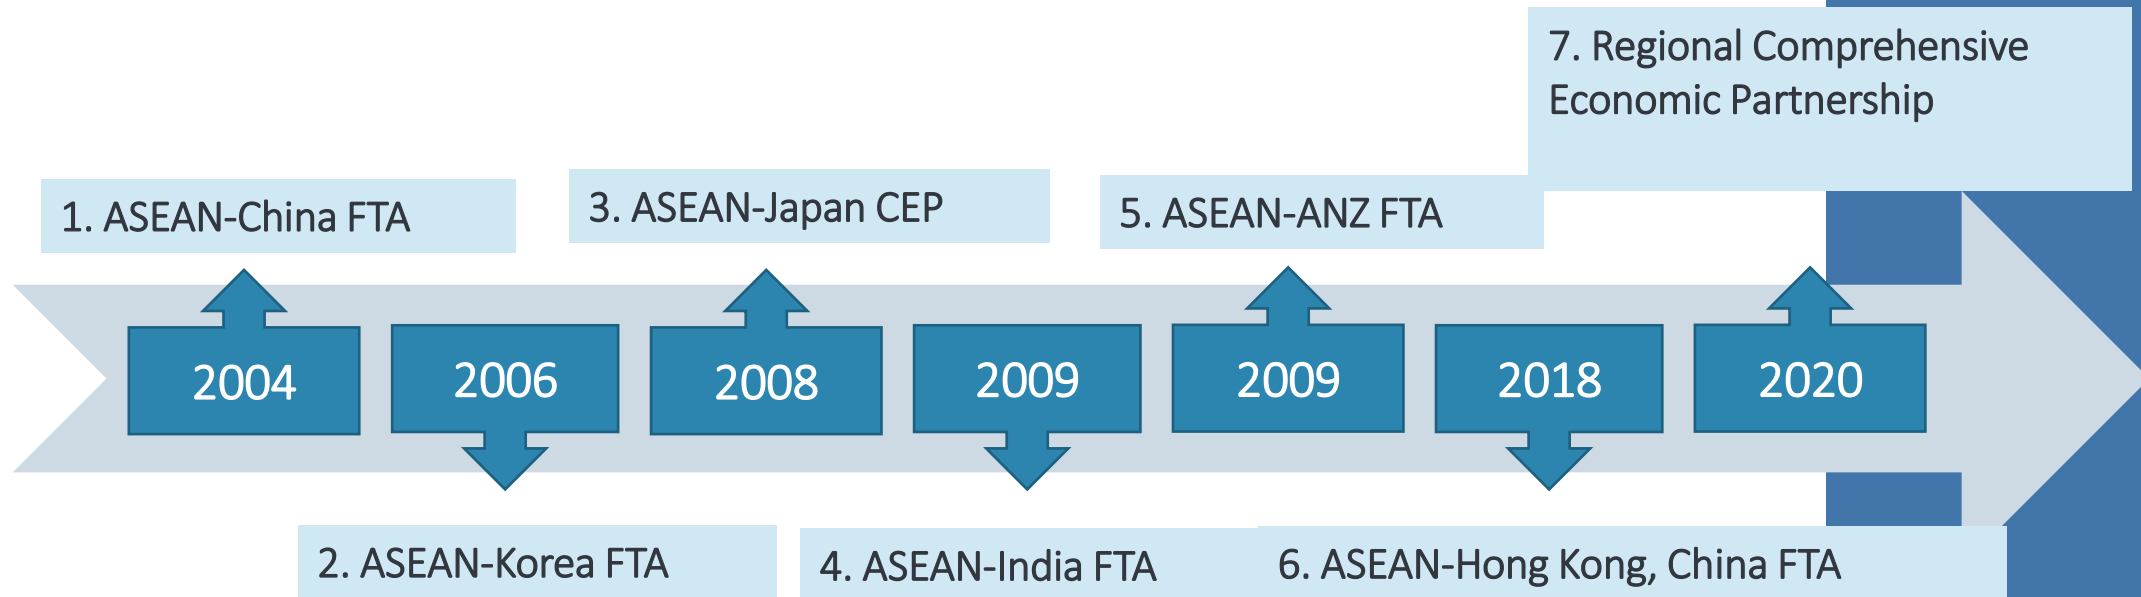 7. Regional Comprehensive
Economic Partnership
1. ASEAN-China FTA
3. ASEAN-Japan CEP
5. ASEAN-ANZ FTA
2004
2006
2008
2009
2009
2018
2020
2. ASEAN-Korea FTA
4. ASEAN-India FTA
6. ASEAN-Hong Kong, China FTA